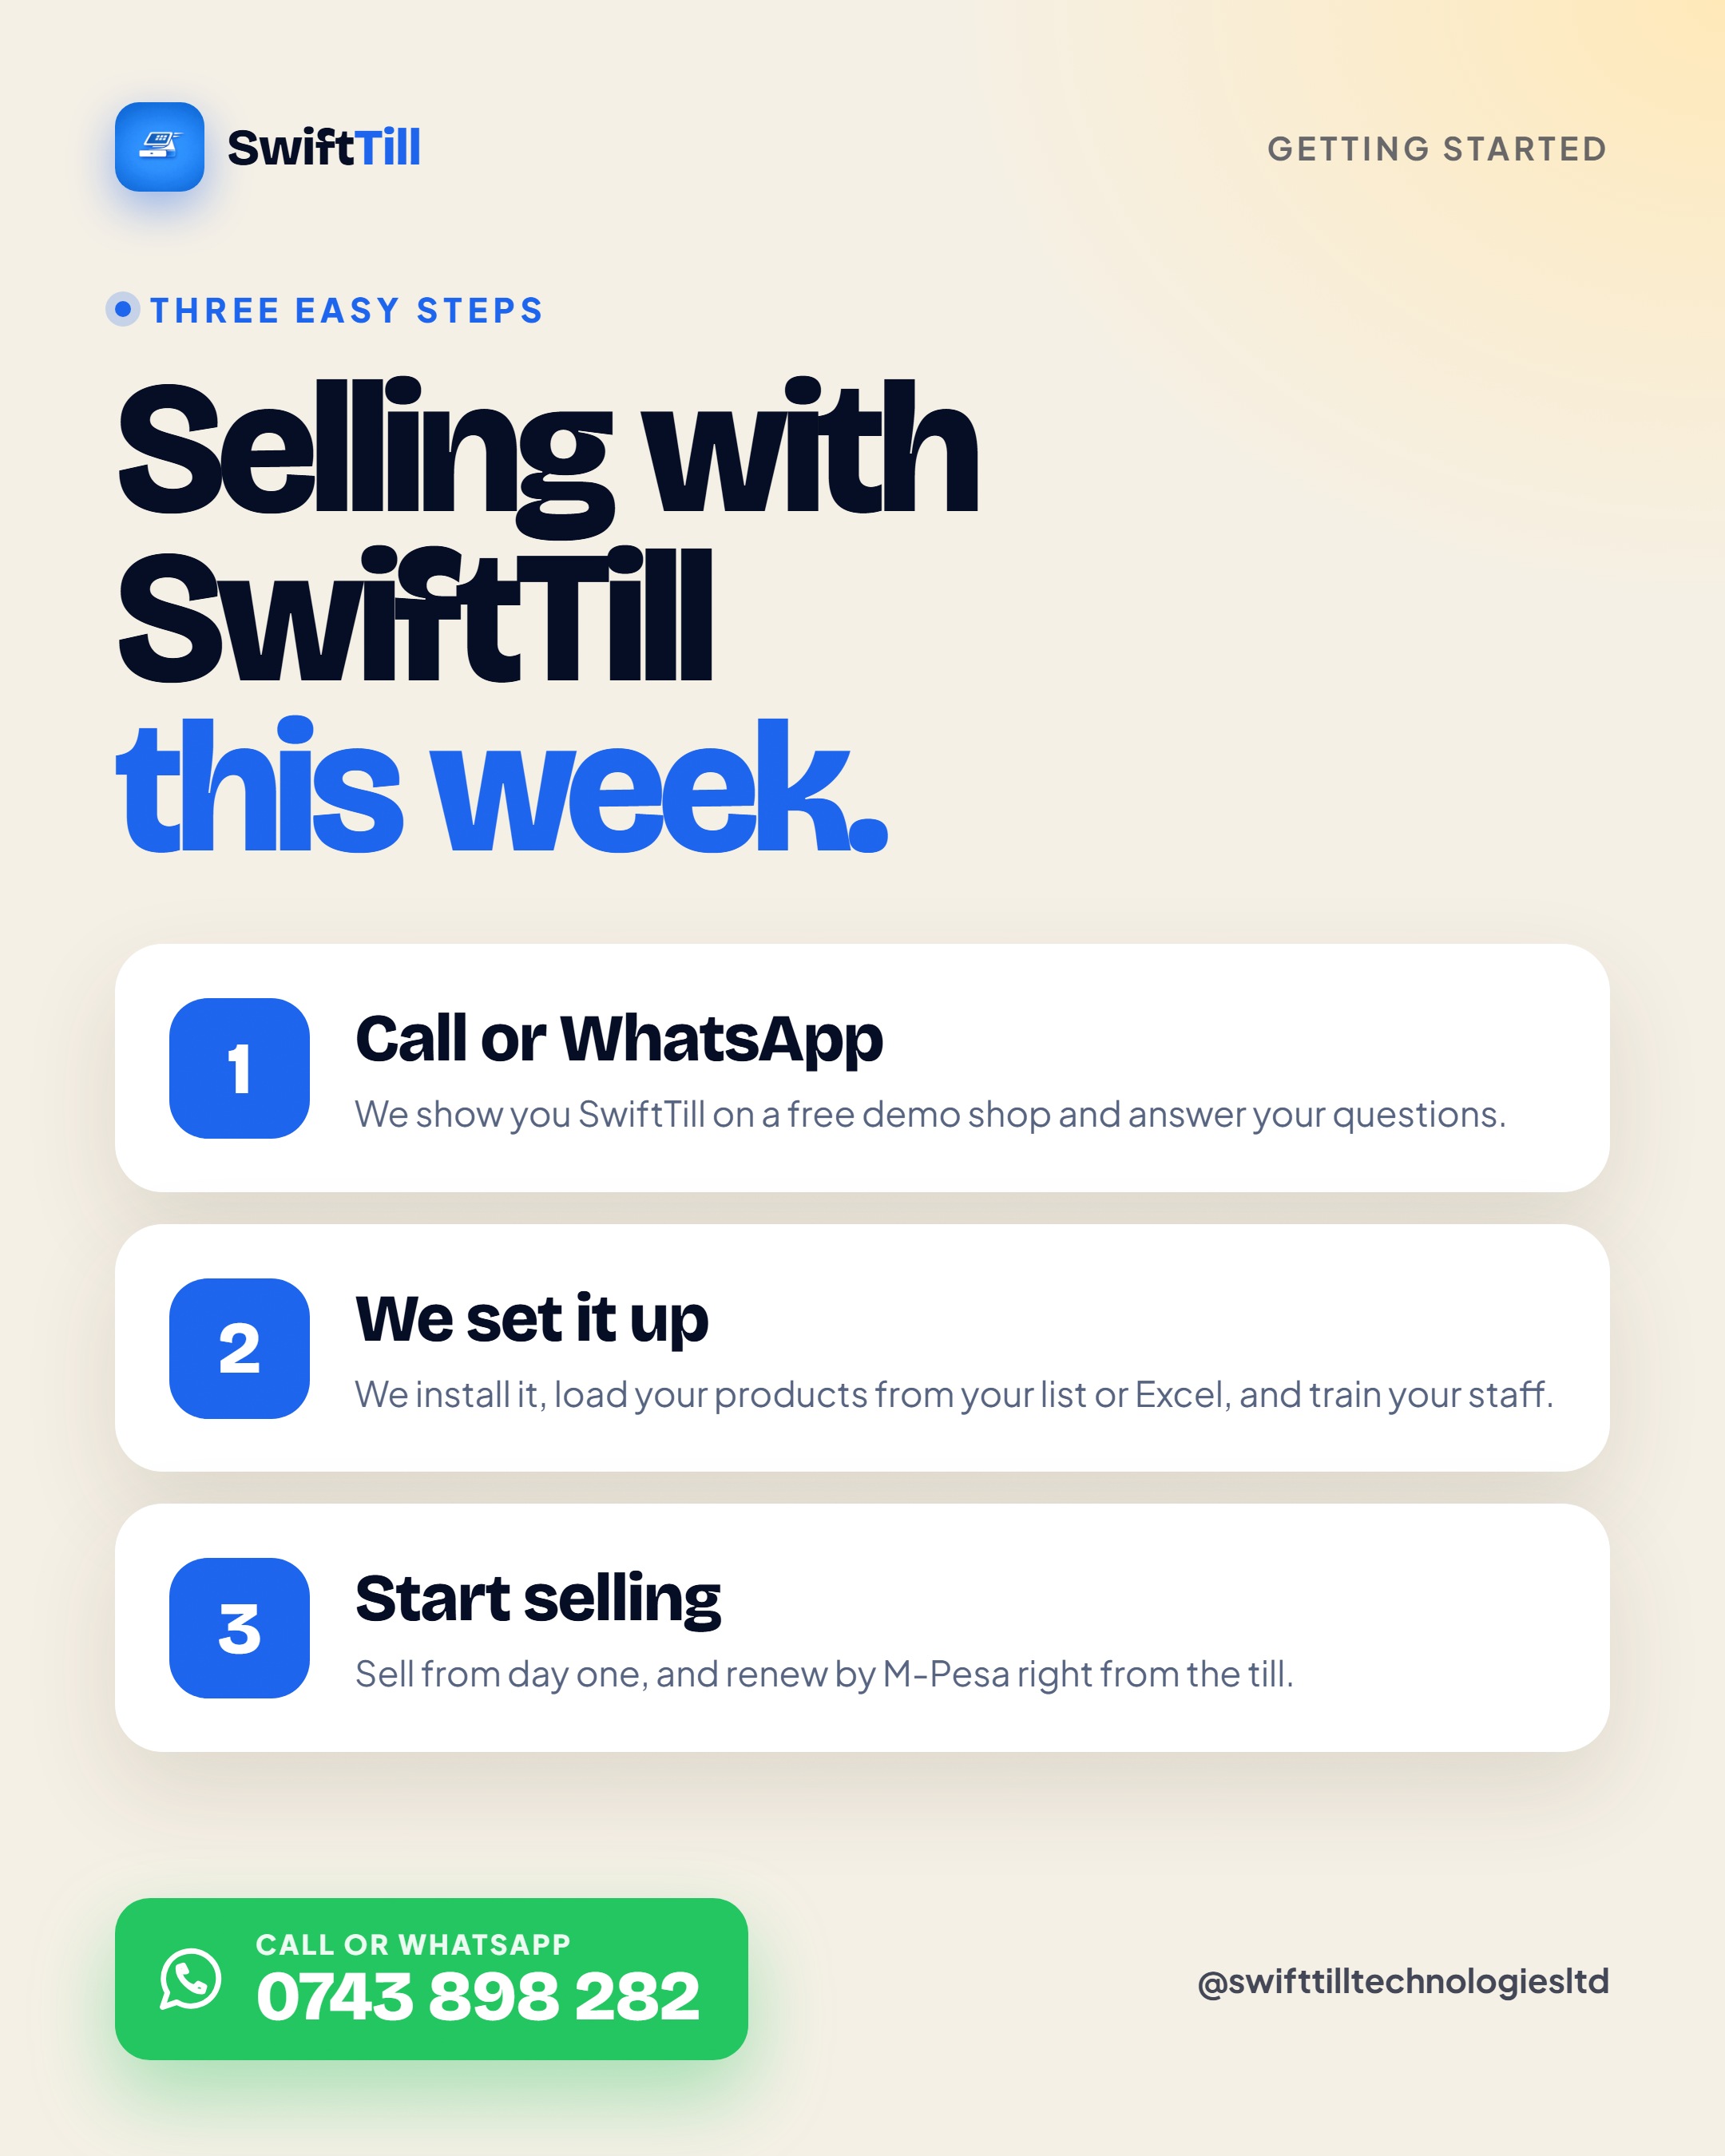 SwiftTill
GETTING STARTED
THREE EASY STEPS
Selling with
SwiftTill
this week.
1
Call or WhatsApp
We show you SwiftTill on a free demo shop and answer your questions.
2
We set it up
We install it, load your products from your list or Excel, and train your staff.
3
Start selling
Sell from day one, and renew by M-Pesa right from the till.
CALL OR WHATSAPP
0743 898 282
@swifttilltechnologiesltd